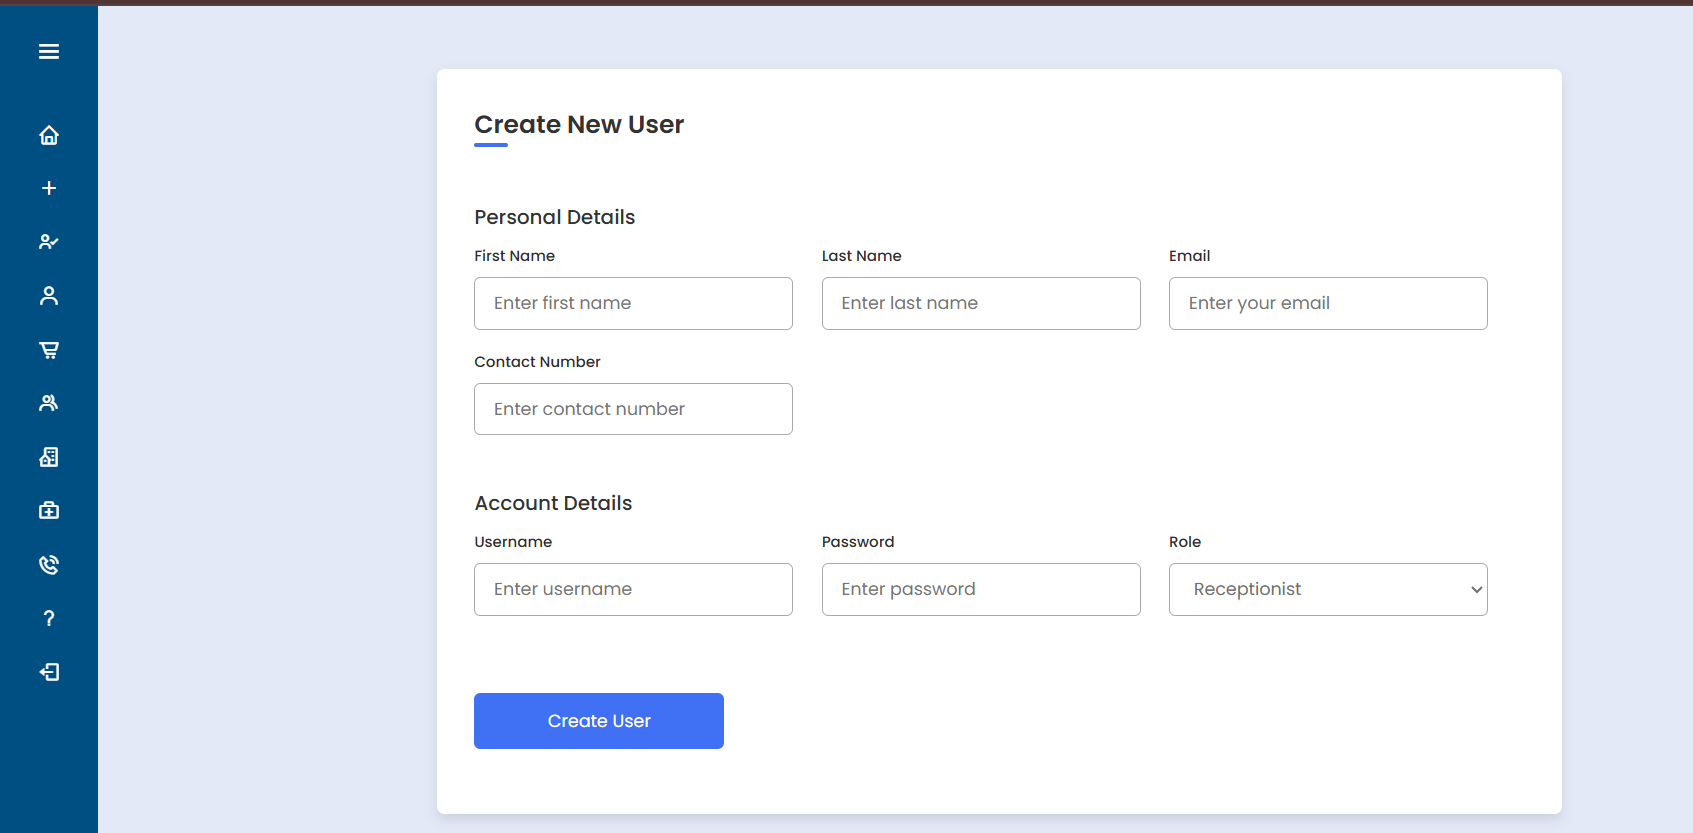 Create New User
Personal Details
First Name Last Name Email
Enter first name Enter last name Enter your email
Contact Number
Enter contact number
Account Details
Username Password Role
Enter username Enter password Receptionist
Create User